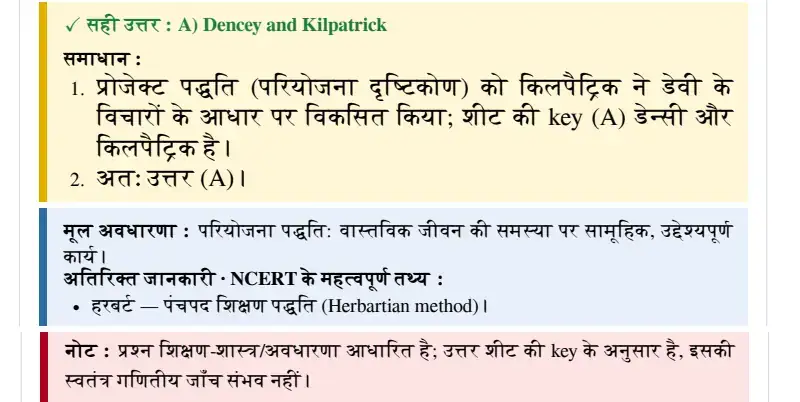 ✓ सही उत्तर : A) Dencey and Kilpatrick
समाधान :
1. प्रोजेक्ट पद्धति (परियोजना दृष्टिकोण) को किलपैट्रिक ने डेवी के
विचारों के आधार पर विकसित किया; शीट की key (A) डेन्सी और
किलपैट्रिक है।
2. अतः उत्तर (A)।
मूल अवधारणा : परियोजना पद्धति: वास्तविक जीवन की समस्या पर सामूहिक, उद्देश्यपूर्ण
कार्य।
अतिरिक्त जानकारी · NCERT के महत्वपूर्ण तथ्य :
• हरबर्ट — पंचपद शिक्षण पद्धति (Herbartian method)।
नोट : प्रश्न शिक्षण-शास्त्र/अवधारणा आधारित है; उत्तर शीट की key के अनुसार है, इसकी
स्वतंत्र गणितीय जाँच संभव नहीं।